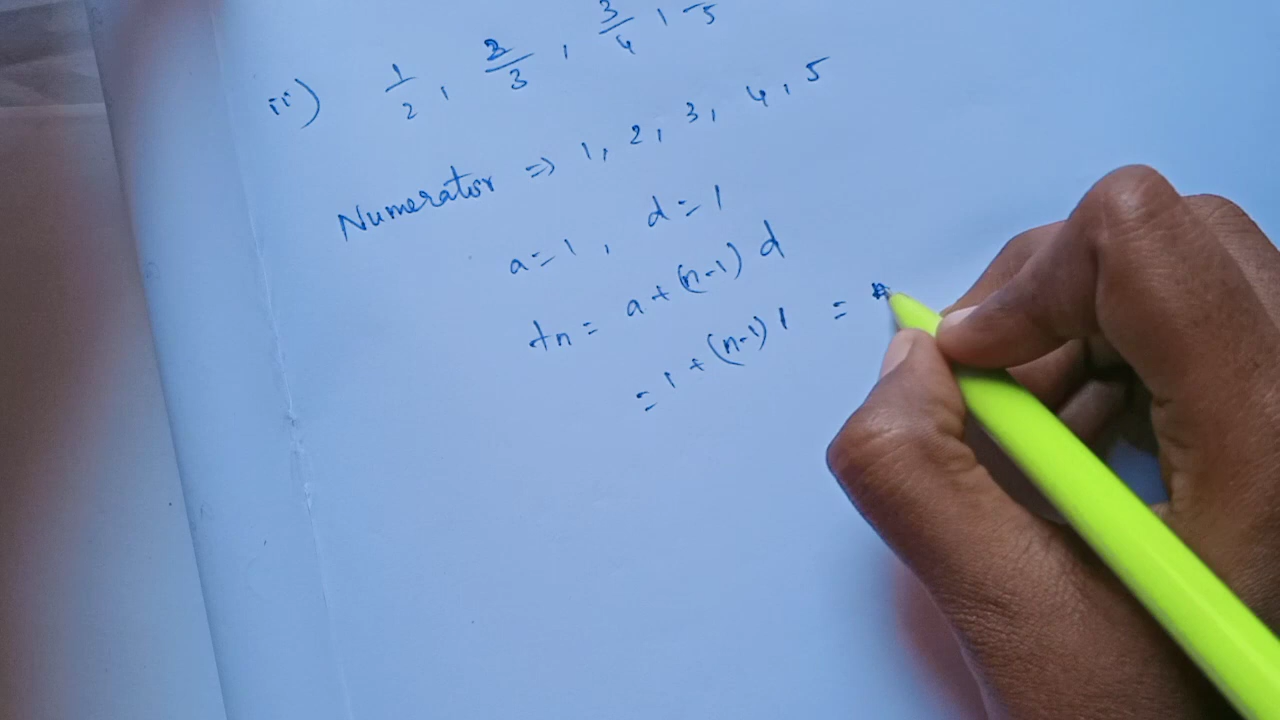 ii) 1/2, 2/3, 3/4, -/5
Numerator => 1, 2, 3, 4, 5
a=1, d=1
tn = a+(n-1) d
= 1+(n-1) 1 =